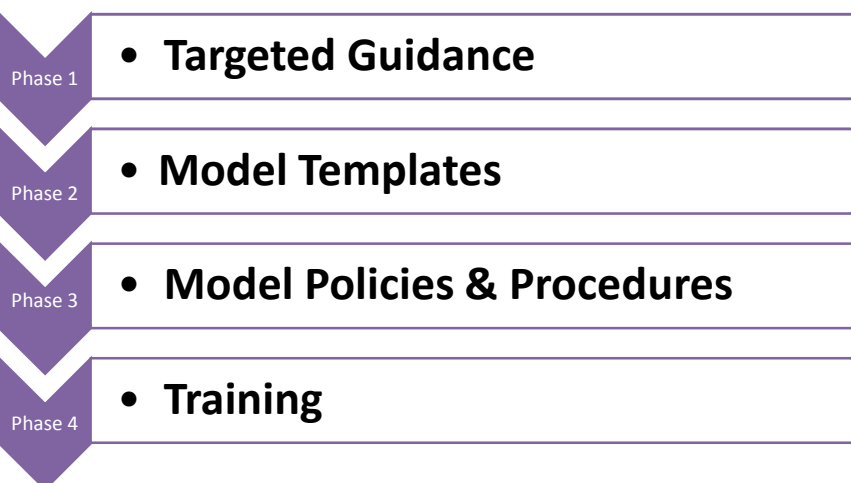 Phase 1
• Targeted Guidance
Phase 2
• Model Templates
Phase 3
• Model Policies & Procedures
Phase 4
• Training